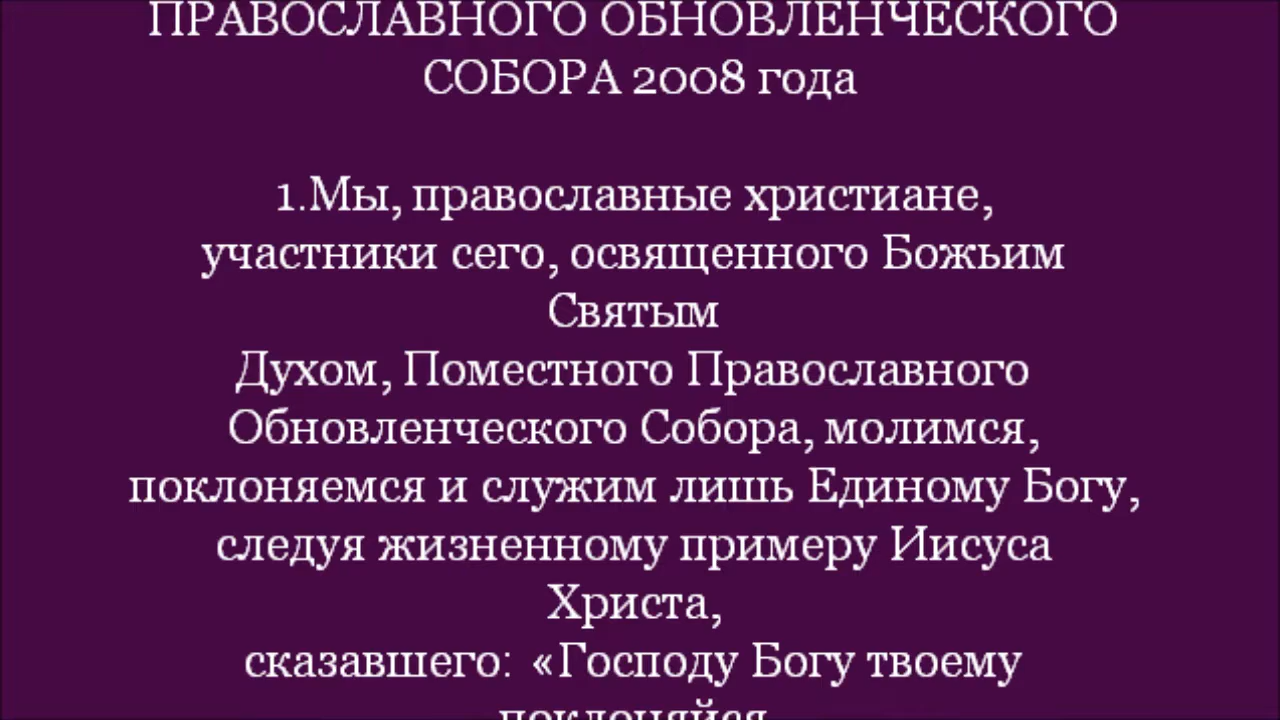 ПРАВОСЛАВНОГО ОБНОВЛЕНЧЕСКОГО
СОБОРА 2008 года
1.Мы, православные христиане,
участники сего, освященного Божьим
Святым
Духом, Поместного Православного
Обновленческого Собора, молимся,
поклоняемся и служим лишь Единому Богу,
следуя жизненному примеру Иисуса
Христа,
сказавшего: «Господу Богу твоему
поклоняйся